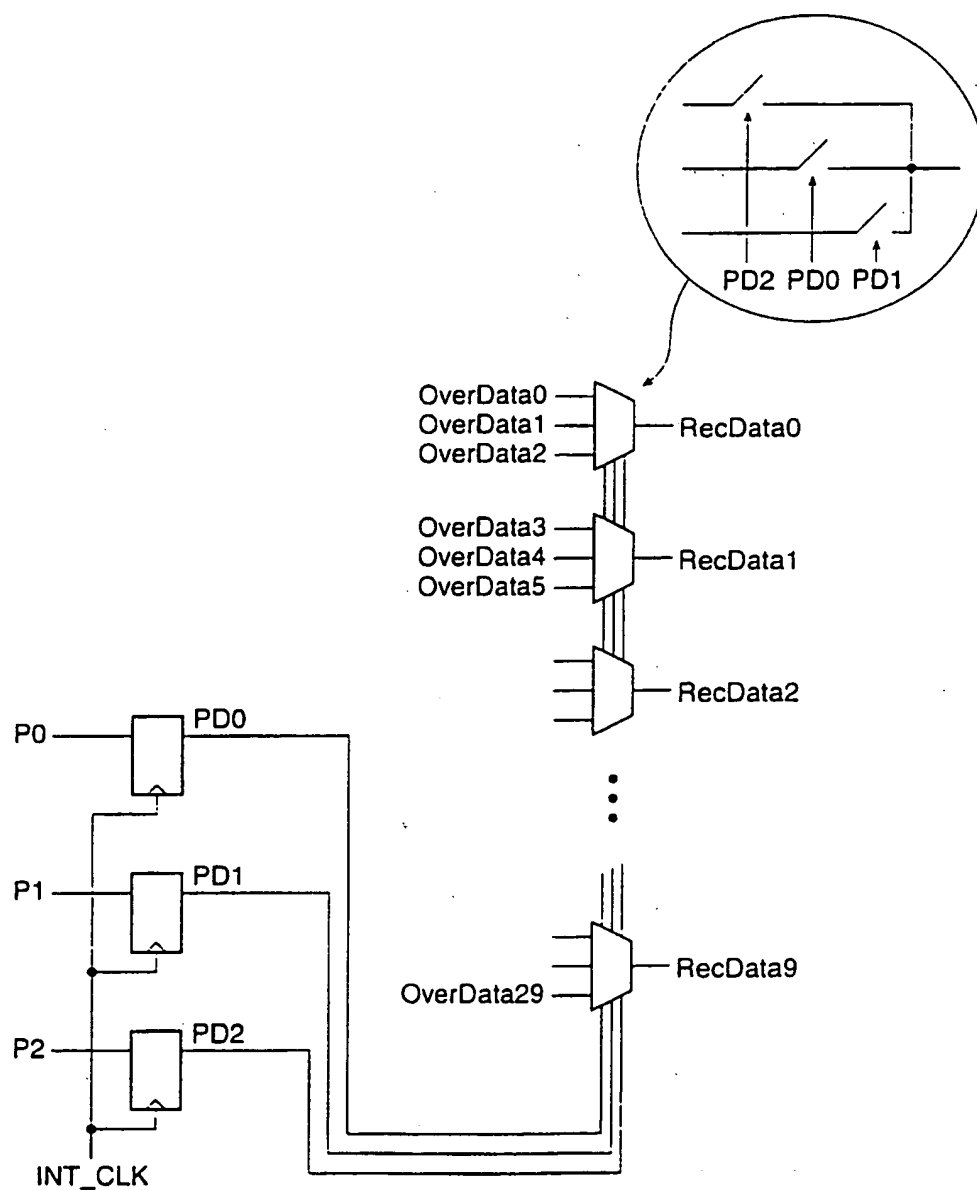 PD2 PD0 PD1
OverData0
OverData1
OverData2
RecData0
OverData3
OverData4
OverData5
RecData1
RecData2
P0
PD0
P1
PD1
OverData29
RecData9
P2
PD2
INT_CLK